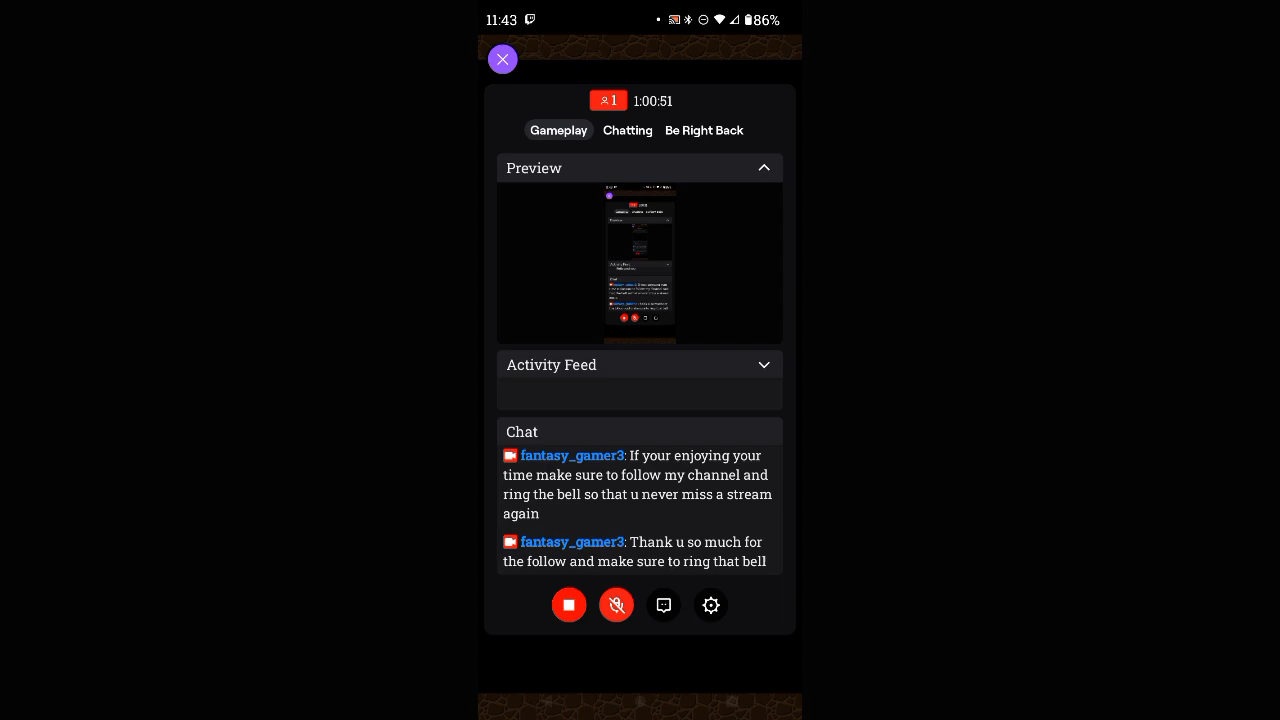 11:43 86%
1 1:00:51
Gameplay Chatting Be Right Back
Preview
Activity Feed
Chat
fantasy_gamer3: If your enjoying your
time make sure to follow my channel and
ring the bell so that u never miss a stream
again
fantasy_gamer3: Thank u so much for
the follow and make sure to ring that bell